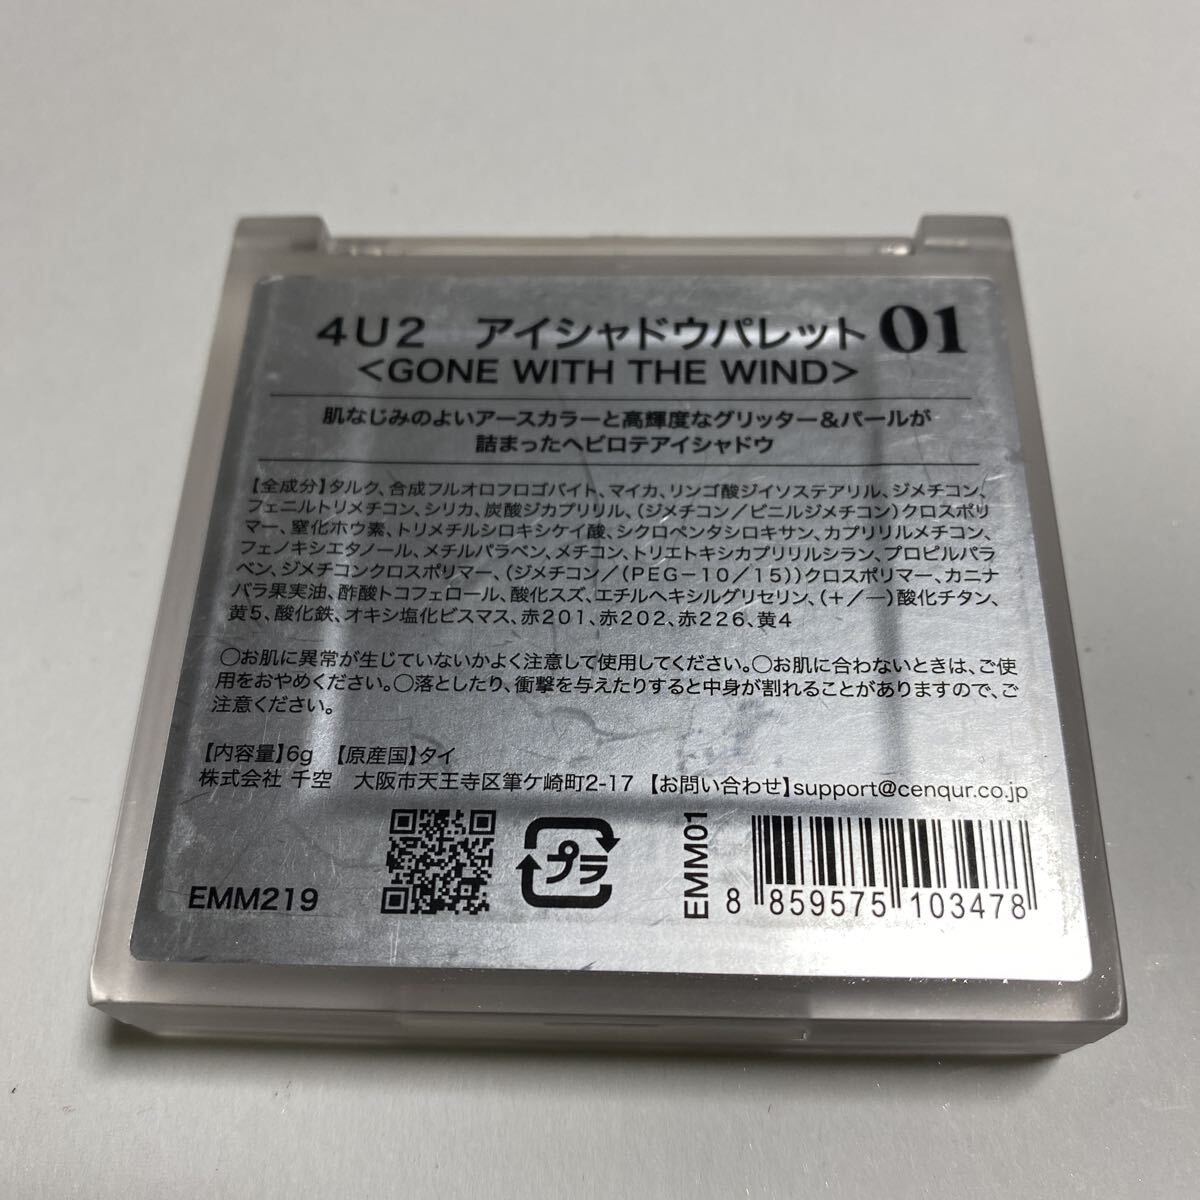 4U2 アイシャドウパレット 01
<GONE WITH THE WIND>
肌なじみのよいアースカラーと高輝度なグリッター&パールが
詰まったヘビロテアイシャドウ
【全成分】タルク、合成フルオロフロゴパイト、マイカ、リンゴ酸ジイソステアリル、ジメチコン、
フェニルトリメチコン、シリカ、炭酸ジカプリリル、(ジメチコン/ビニルジメチコン)クロスポリ
マー、窒化ホウ素、トリメチルシロキシケイ酸、シクロペンタシロキサン、カプリリルメチコン、
フェノキシエタノール、メチルパラベン、メチコン、トリエトキシカプリリルシラン、プロピルパラ
ベン、ジメチコンクロスポリマー、(ジメチコン/(PEG-10/15))クロスポリマー、カニナ
バラ果実油、酢酸トコフェロール、酸化スズ、エチルヘキシルグリセリン、(+/-)酸化チタン、
黄5、酸化鉄、オキシ塩化ビスマス、赤201、赤202、赤226、黄4
○お肌に異常が生じていないかよく注意して使用してください。○お肌に合わないときは、ご使
用をおやめください。○落としたり、衝撃を与えたりすると中身が割れることがありますので、ご
注意ください。
【内容量】6g 【原産国】タイ
株式会社 千空 大阪市天王寺区筆ケ崎町2-17 【お問い合わせ】support@cenqur.co.jp
EMM219
プラ
EMM01
8 859575 103478